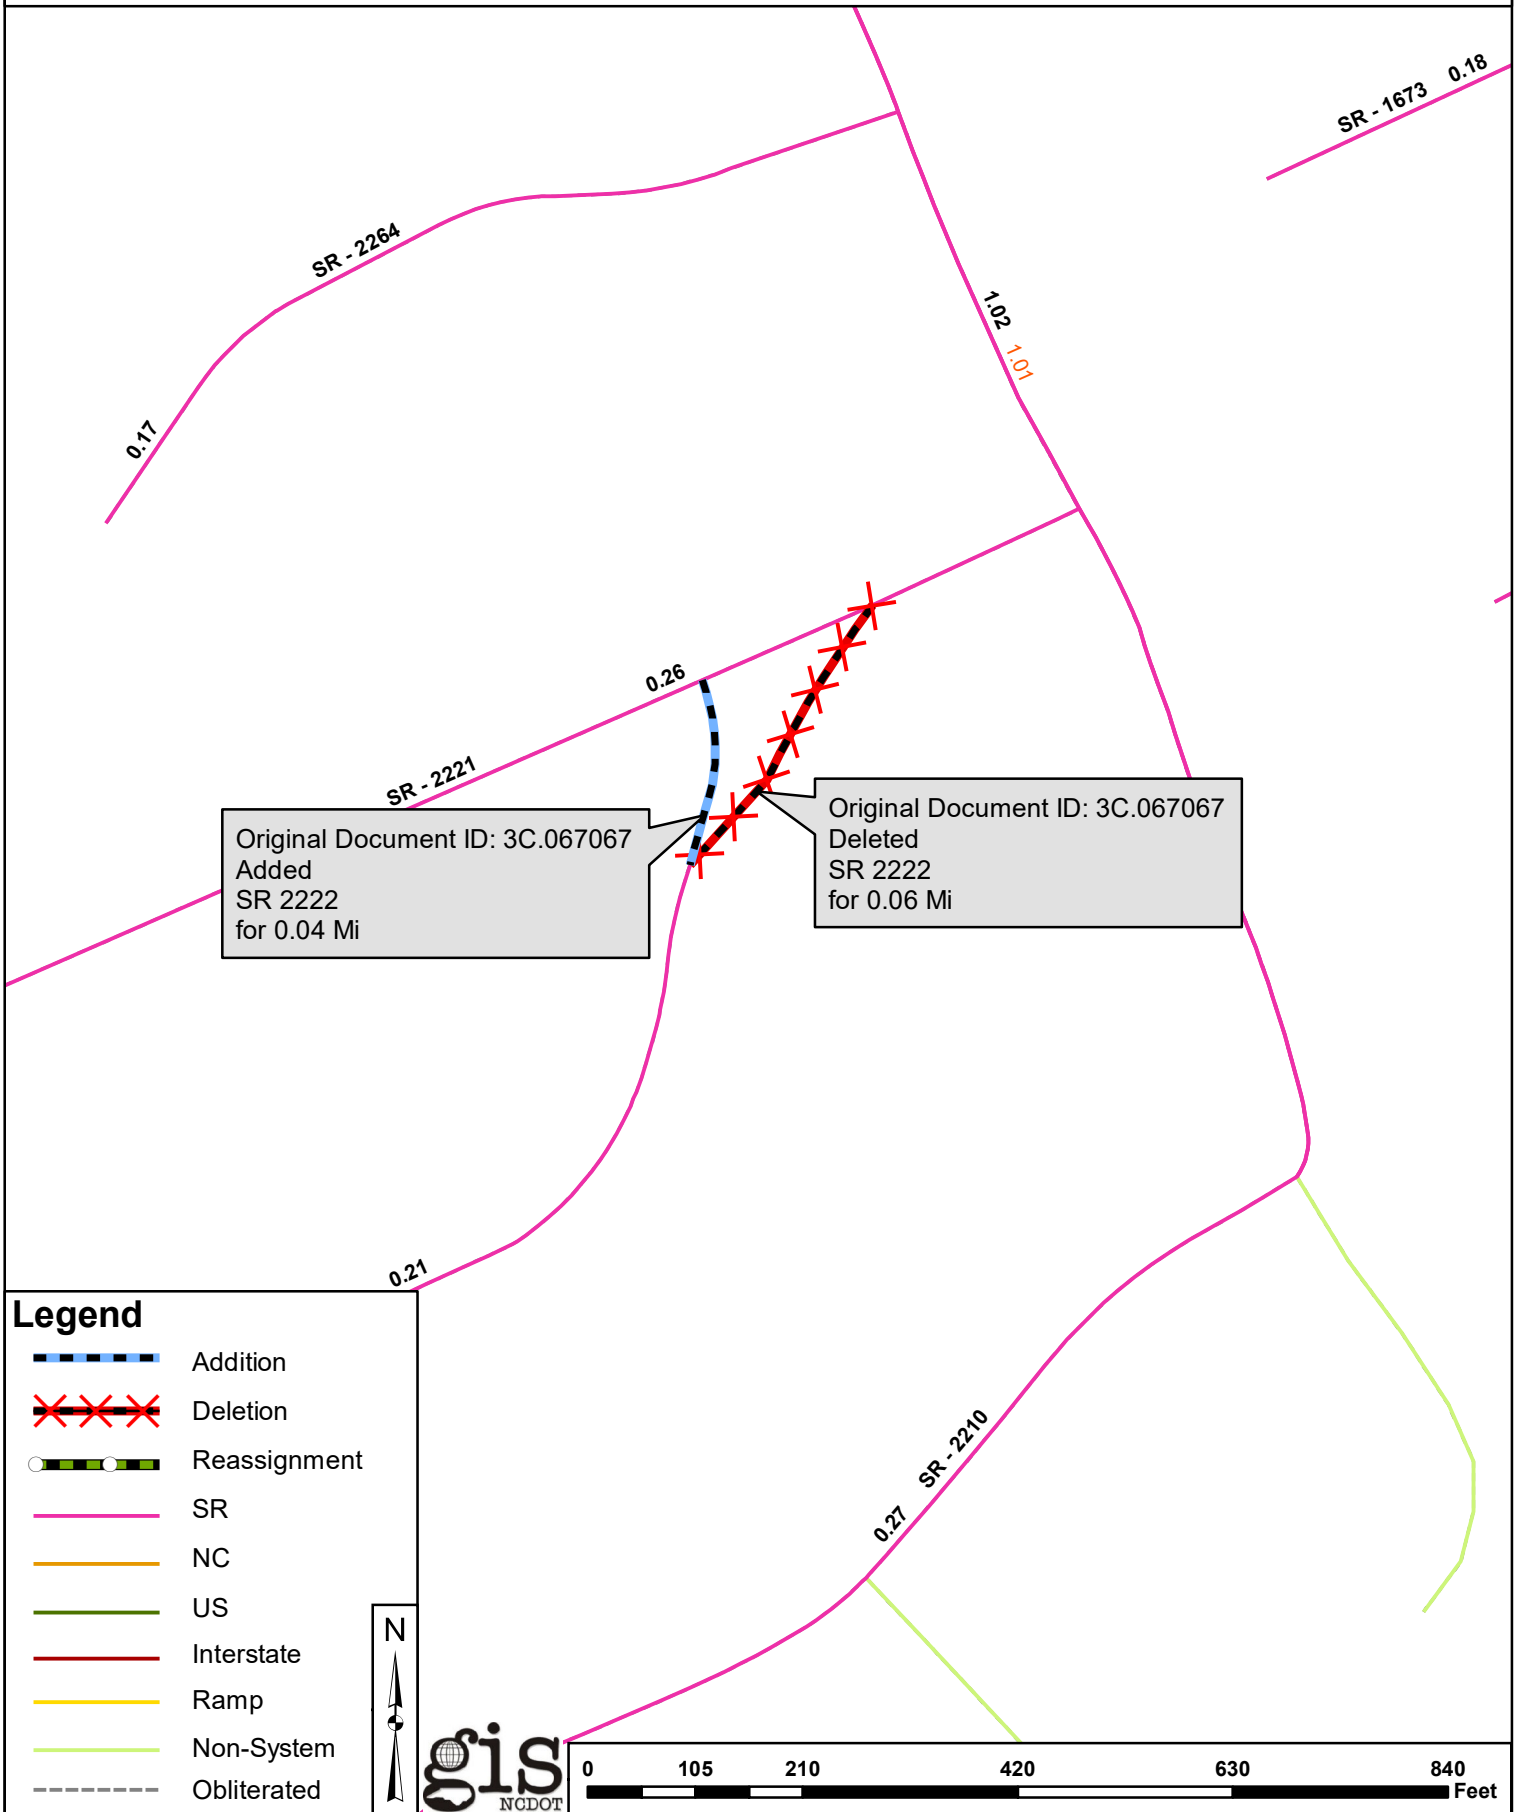 SR - 1673 0.18
SR - 2264
1.02 1.01
0.17
0.26
SR - 2221
Original Document ID: 3C.067067
Added
SR 2222
for 0.04 Mi
Original Document ID: 3C.067067
Deleted
SR 2222
for 0.06 Mi
0.21
SR - 2210
0.27
Legend
Addition
Deletion
Reassignment
SR
NC
US
Interstate
Ramp
Non-System
Obliterated
N
gis
NCDOT
0 105 210 420 630 840
Feet